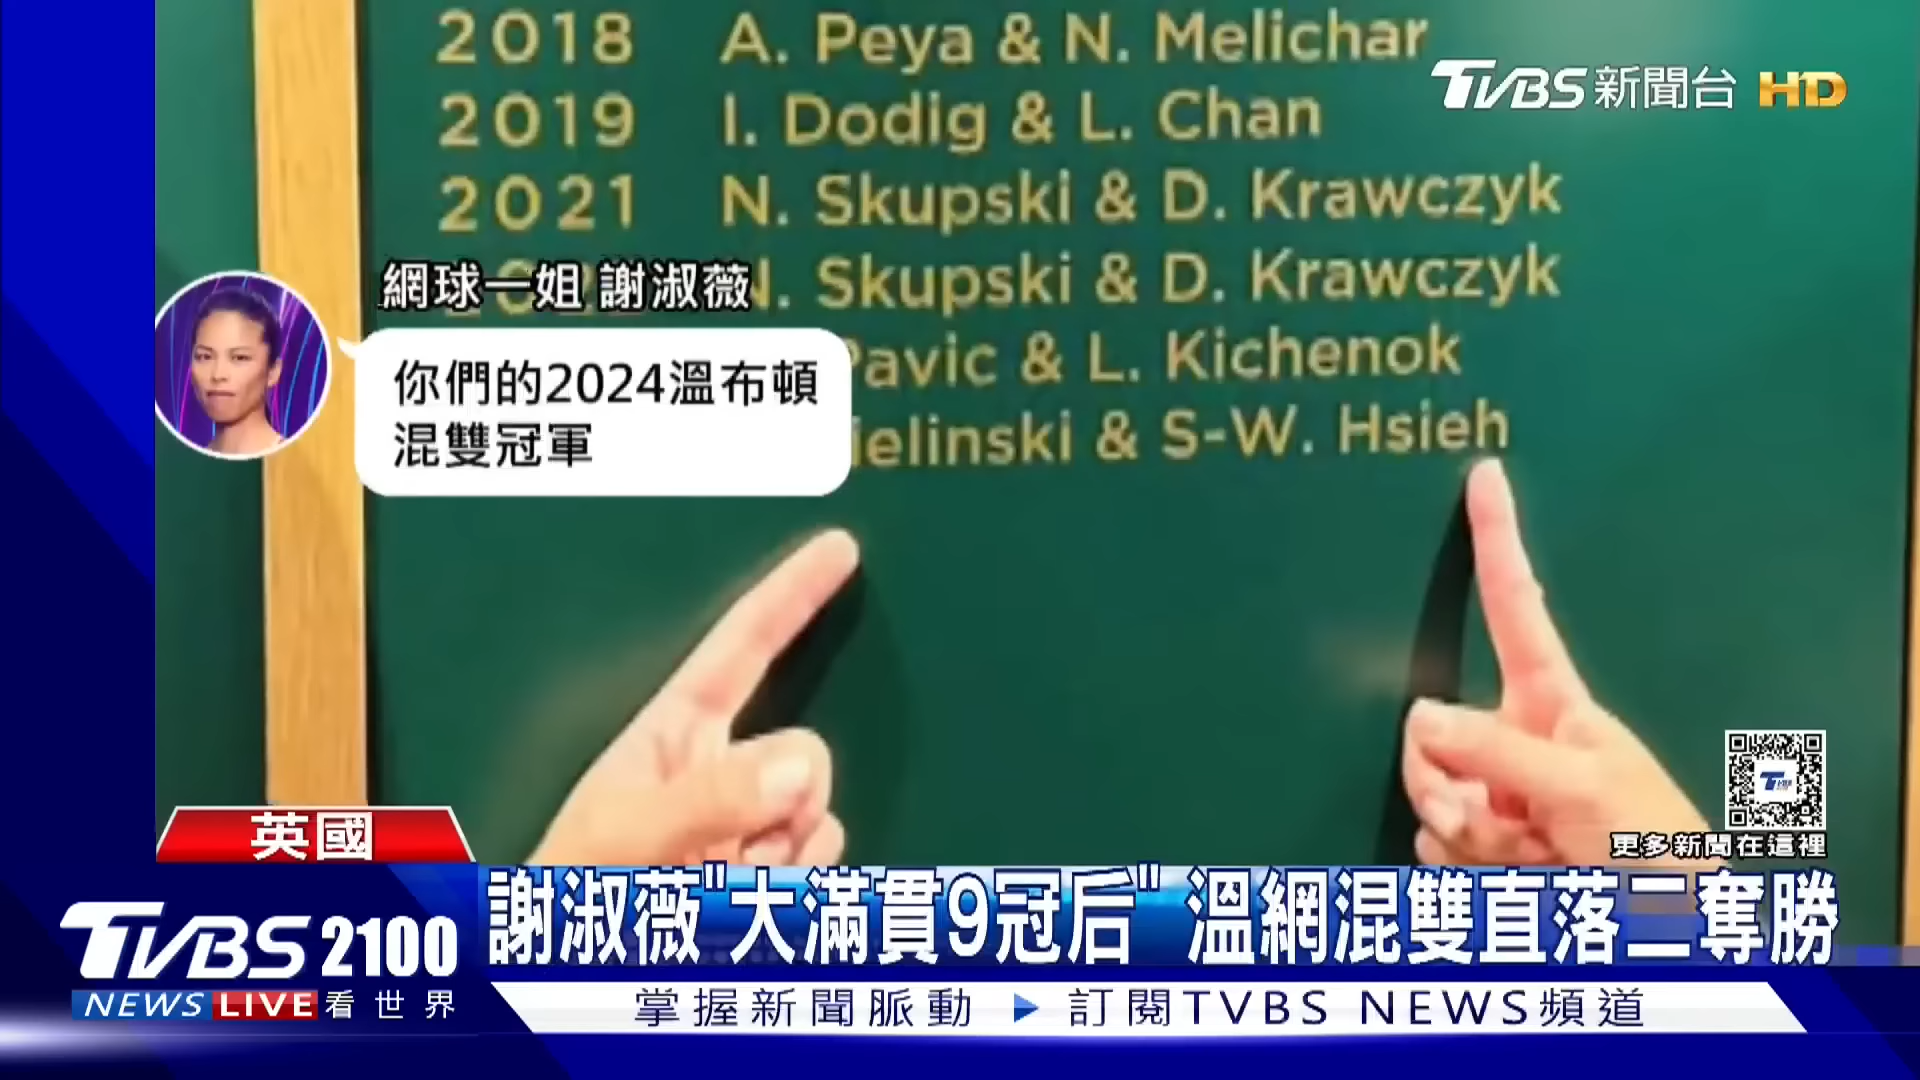 2018 A. Peya & N. Melichar
TVBS新聞台 HD
2019 I. Dodig & L. Chan
2021 N. Skupski & D. Krawczyk
Skupski & D. Krawczyk
網球一姐 謝淑薇
你們的2024溫布頓
混雙冠軍
Pavic & L. Kichenok
ielinski & S-W. Hsieh
更多新聞在這裡
英國
謝淑薇"大滿貫9冠后" 溫網混雙直落二奪勝
TVBS 2100
NEWS LIVE 看世界
掌握新聞脈動 ▶ 訂閱TVBS NEWS頻道